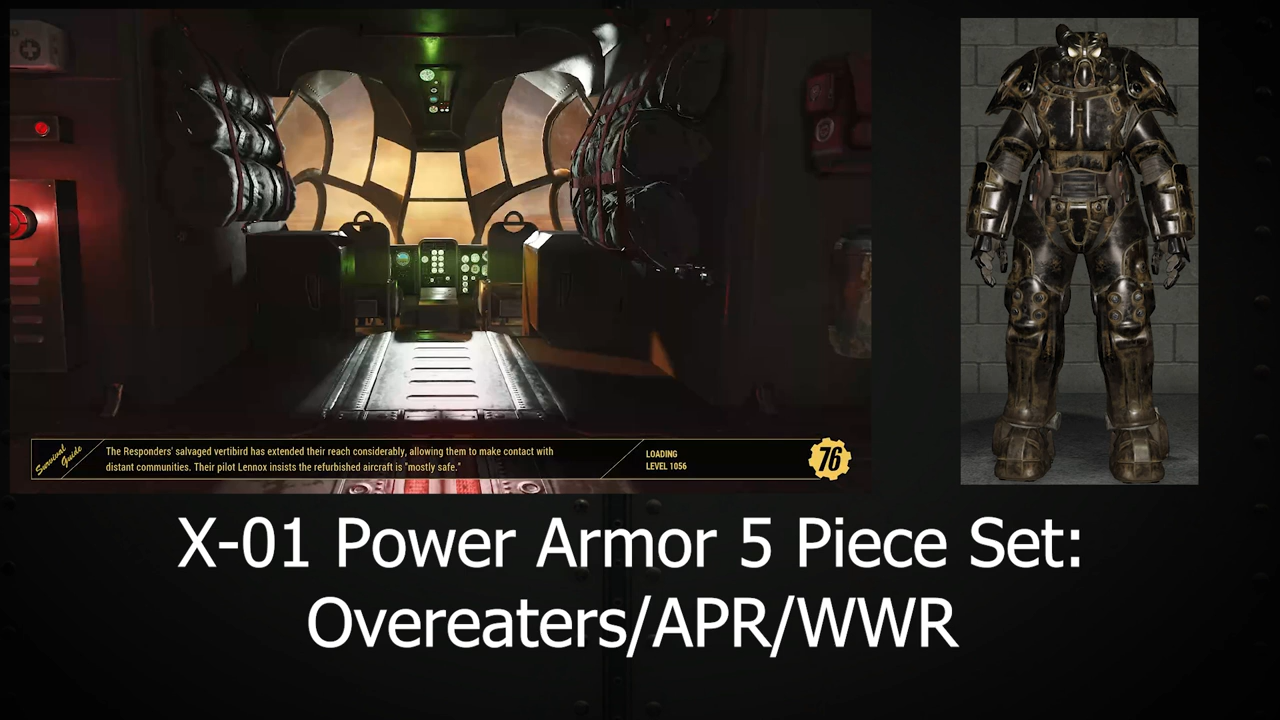 Survival
Guide
The Responders' salvaged vertibird has extended their reach considerably, allowing them to make contact with
distant communities. Their pilot Lennox insists the refurbished aircraft is "mostly safe."
LOADING
LEVEL 1056
76
X-01 Power Armor 5 Piece Set:
Overeaters/APR/WWR